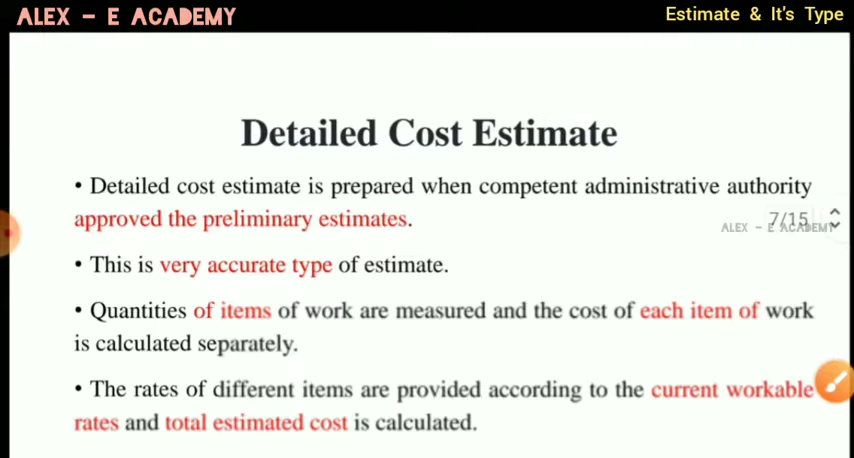 ALEX - E ACADEMY
Estimate & It's Type
Detailed Cost Estimate
• Detailed cost estimate is prepared when competent administrative authority
approved the preliminary estimates.
7/15
ALEX - E ACADEMY
• This is very accurate type of estimate.
• Quantities of items of work are measured and the cost of each item of work
is calculated separately.
• The rates of different items are provided according to the current workable
rates and total estimated cost is calculated.